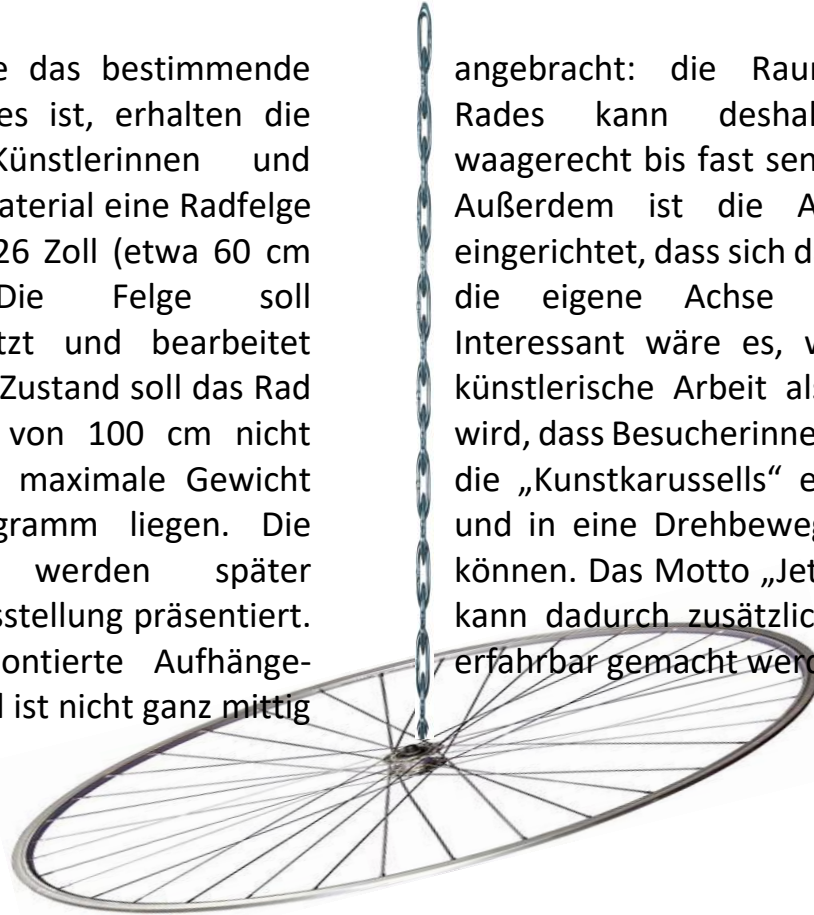 e das bestimmende
es ist, erhalten die
Künstlerinnen und
aterial eine Radfelge
26 Zoll (etwa 60 cm
Die Felge soll
tzt und bearbeitet
Zustand soll das Rad
von 100 cm nicht
maximale Gewicht
gramm liegen. Die
werden später
sstellung präsentiert.
ontierte Aufhänge-
ist nicht ganz mittig
angebracht: die Raum
Rades kann deshal
waagerecht bis fast sen
Außerdem ist die A
eingerichtet, dass sich d
die eigene Achse
Interessant wäre es, w
künstlerische Arbeit als
wird, dass Besucherinne
die „Kunstkarussells“ e
und in eine Drehbeweg
können. Das Motto „Jet
kann dadurch zusätzlic
erfahrbar gemacht werd